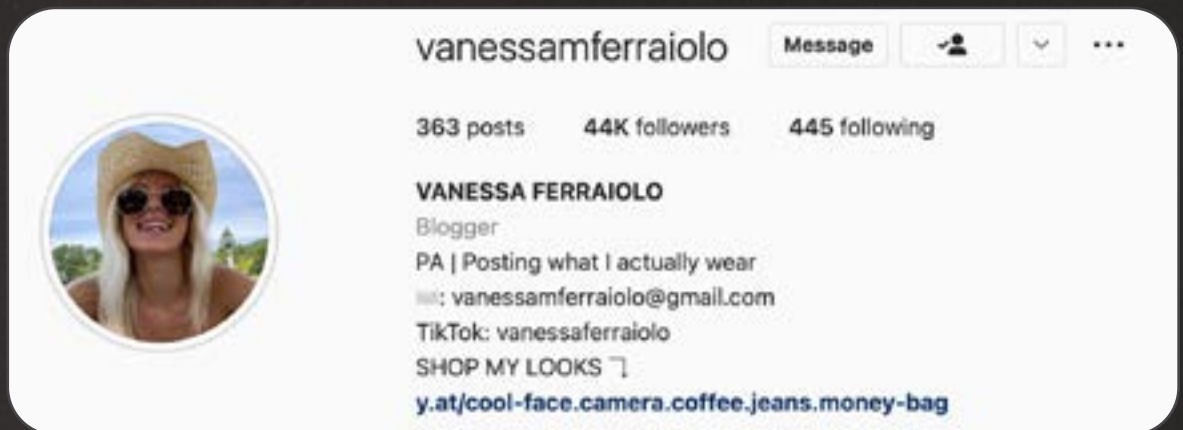 vanessamferraiolo Message
363 posts 44K followers 445 following
VANESSA FERRAIOLO
Blogger
PA | Posting what I actually wear
: vanessamferraiolo@gmail.com
TikTok: vanessaferraiolo
SHOP MY LOOKS ⤵
y.at/cool-face.camera.coffee.jeans.money-bag